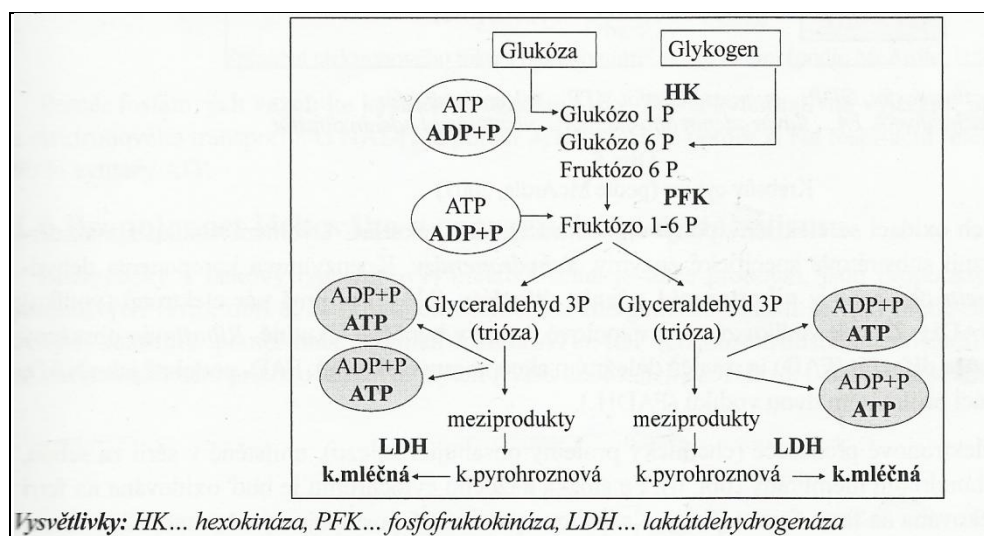 Glukóza Glykogen
HK
ATP
ADP+P
Glukózo 1 P
Glukózo 6 P
Fruktózo 6 P
PFK
ATP
ADP+P
Fruktózo 1-6 P
ADP+P
ATP
Glyceraldehyd 3P
(trióza)
Glyceraldehyd 3P
(trióza)
ADP+P
ATP
ADP+P
ATP
ADP+P
ATP
meziprodukty meziprodukty
LDH LDH
k.mléčná k.pyrohroznová k.pyrohroznová k.mléčná
Vysvětlivky: HK... hexokináza, PFK... fosfofruktokináza, LDH... laktátdehydrogenáza